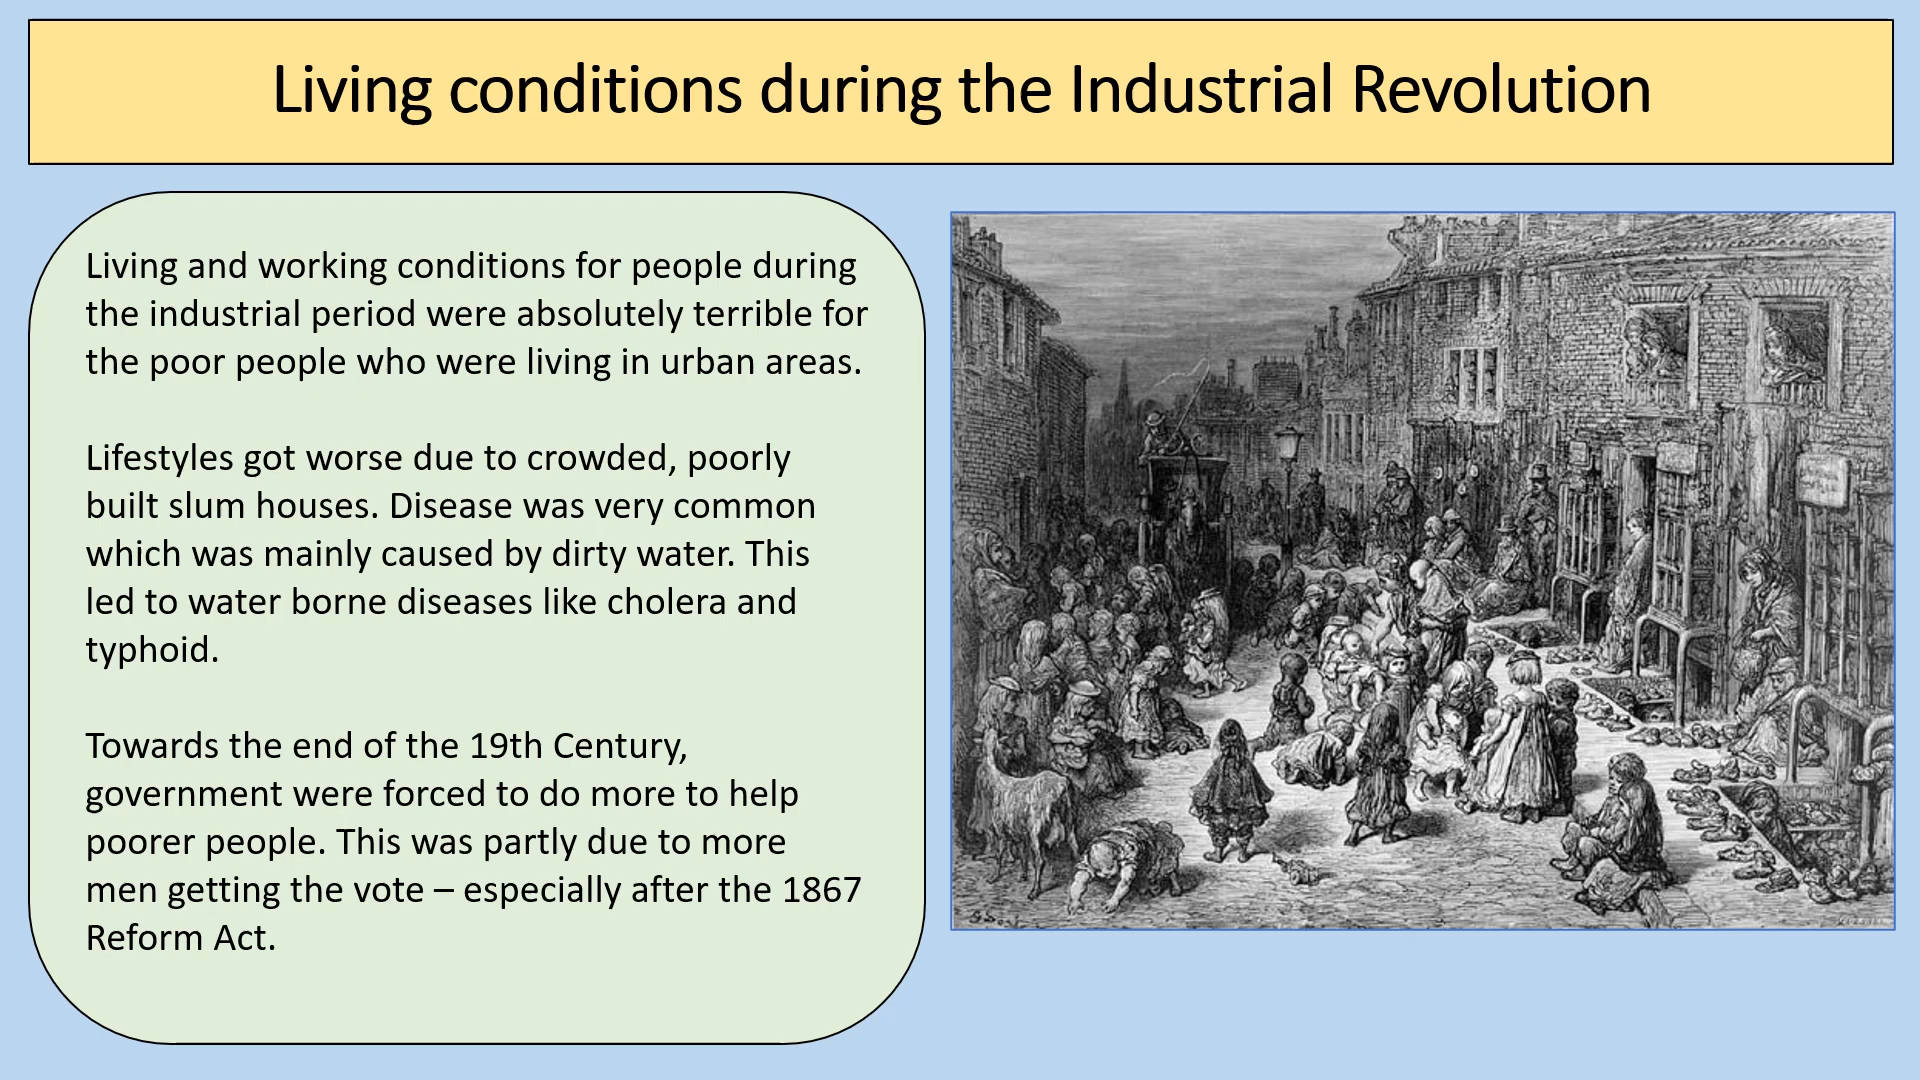 Living conditions during the Industrial Revolution
Living and working conditions for people during
the industrial period were absolutely terrible for
the poor people who were living in urban areas.
Lifestyles got worse due to crowded, poorly
built slum houses. Disease was very common
which was mainly caused by dirty water. This
led to water borne diseases like cholera and
typhoid.
Towards the end of the 19th Century,
government were forced to do more to help
poorer people. This was partly due to more
men getting the vote – especially after the 1867
Reform Act.